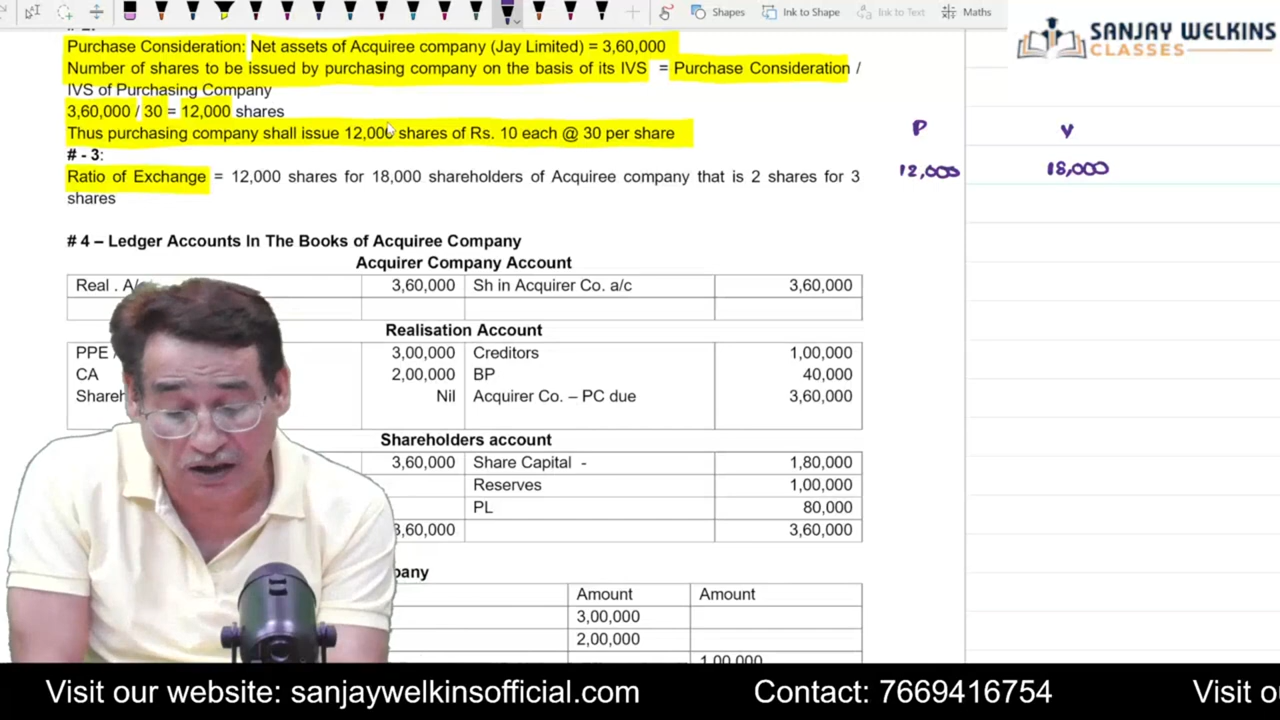 Shapes Ink to Shape Ink to Text Maths
SANJAY WELKINS
CLASSES
Purchase Consideration: Net assets of Acquiree company (Jay Limited) = 3,60,000
Number of shares to be issued by purchasing company on the basis of its IVS = Purchase Consideration /
IVS of Purchasing Company
3,60,000 / 30 = 12,000 shares
Thus purchasing company shall issue 12,000 shares of Rs. 10 each @ 30 per share
# - 3:
Ratio of Exchange = 12,000 shares for 18,000 shareholders of Acquiree company that is 2 shares for 3
shares
P V
12,000 18,000
# 4 – Ledger Accounts In The Books of Acquiree Company
Acquirer Company Account
Real . A/c 3,60,000 Sh in Acquirer Co. a/c 3,60,000
Realisation Account
PPE 3,00,000 Creditors 1,00,000
CA 2,00,000 BP 40,000
Nil Acquirer Co. – PC due 3,60,000
Shareholders account
3,60,000 Share Capital - 1,80,000
Reserves 1,00,000
PL 80,000
3,60,000 3,60,000
Amount Amount
3,00,000
2,00,000
1,00,000
Visit our website: sanjaywelkinsofficial.com Contact: 7669416754 Visit o